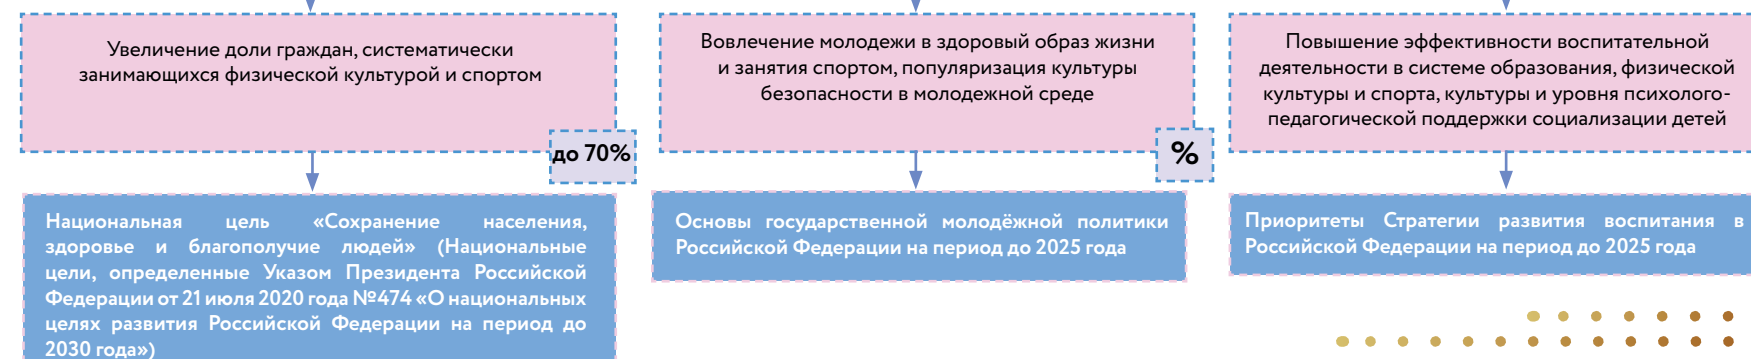 Увеличение доли граждан, систематически
занимающихся физической культурой и спортом
до 70%
Национальная цель «Сохранение населения,
здоровье и благополучие людей» (Национальные
цели, определенные Указом Президента Российской
Федерации от 21 июля 2020 года №474 «О национальных
целях развития Российской Федерации на период до
2030 года»)
Вовлечение молодежи в здоровый образ жизни
и занятия спортом, популяризация культуры
безопасности в молодежной среде
%
Основы государственной молодёжной политики
Российской Федерации на период до 2025 года
Повышение эффективности воспитательной
деятельности в системе образования, физической
культуры и спорта, культуры и уровня психолого-
педагогической поддержки социализации детей
Приоритеты Стратегии развития воспитания в
Российской Федерации на период до 2025 года